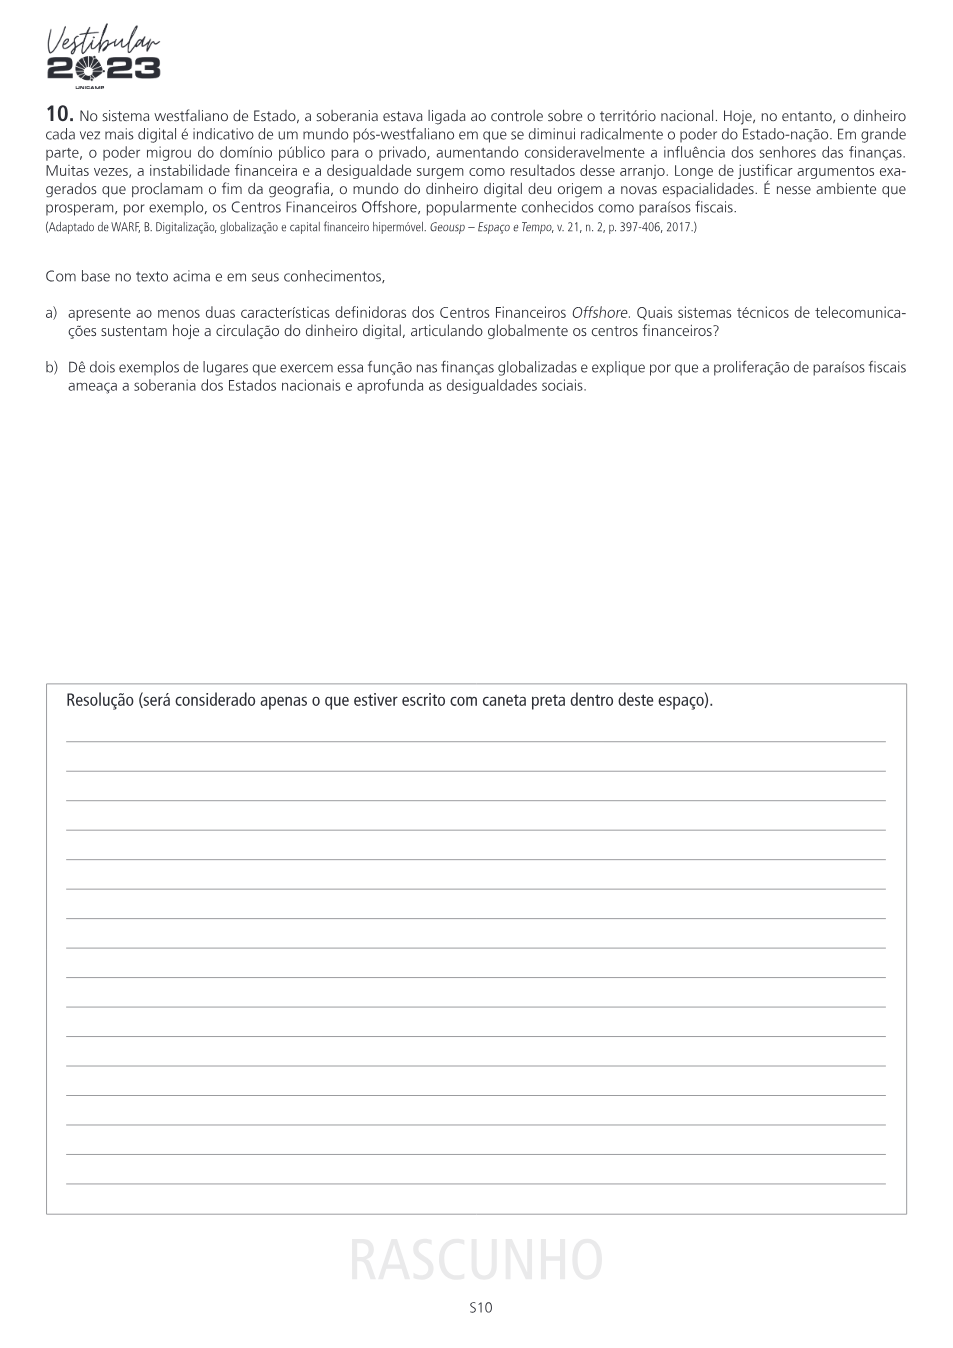 Vestibular
2023
UNICAMP
10. No sistema westfaliano de Estado, a soberania estava ligada ao controle sobre o território nacional. Hoje, no entanto, o dinheiro
cada vez mais digital é indicativo de um mundo pós-westfaliano em que se diminui radicalmente o poder do Estado-nação. Em grande
parte, o poder migrou do domínio público para o privado, aumentando consideravelmente a influência dos senhores das finanças.
Muitas vezes, a instabilidade financeira e a desigualdade surgem como resultados desse arranjo. Longe de justificar argumentos exa-
gerados que proclamam o fim da geografia, o mundo do dinheiro digital deu origem a novas espacialidades. É nesse ambiente que
prosperam, por exemplo, os Centros Financeiros Offshore, popularmente conhecidos como paraísos fiscais.
(Adaptado de WARF, B. Digitalização, globalização e capital financeiro hipermóvel. Geousp – Espaço e Tempo, v. 21, n. 2, p. 397-406, 2017.)
Com base no texto acima e em seus conhecimentos,
a) apresente ao menos duas características definidoras dos Centros Financeiros Offshore. Quais sistemas técnicos de telecomunica-
ções sustentam hoje a circulação do dinheiro digital, articulando globalmente os centros financeiros?
b) Dê dois exemplos de lugares que exercem essa função nas finanças globalizadas e explique por que a proliferação de paraísos fiscais
ameaça a soberania dos Estados nacionais e aprofunda as desigualdades sociais.
Resolução (será considerado apenas o que estiver escrito com caneta preta dentro deste espaço).
RASCUNHO
S10